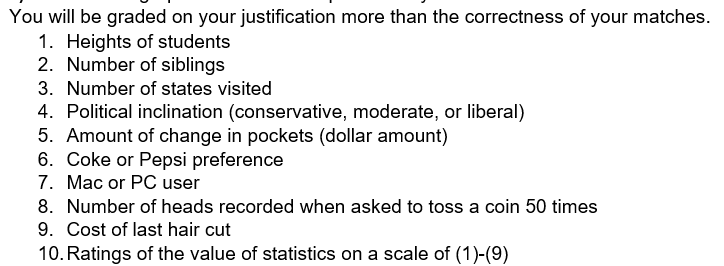 You will be graded on your justification more than the correctness of your matches.
1. Heights of students
2. Number of siblings
3. Number of states visited
4. Political inclination (conservative, moderate, or liberal)
5. Amount of change in pockets (dollar amount)
6. Coke or Pepsi preference
7. Mac or PC user
8. Number of heads recorded when asked to toss a coin 50 times
9. Cost of last hair cut
10. Ratings of the value of statistics on a scale of (1)-(9)